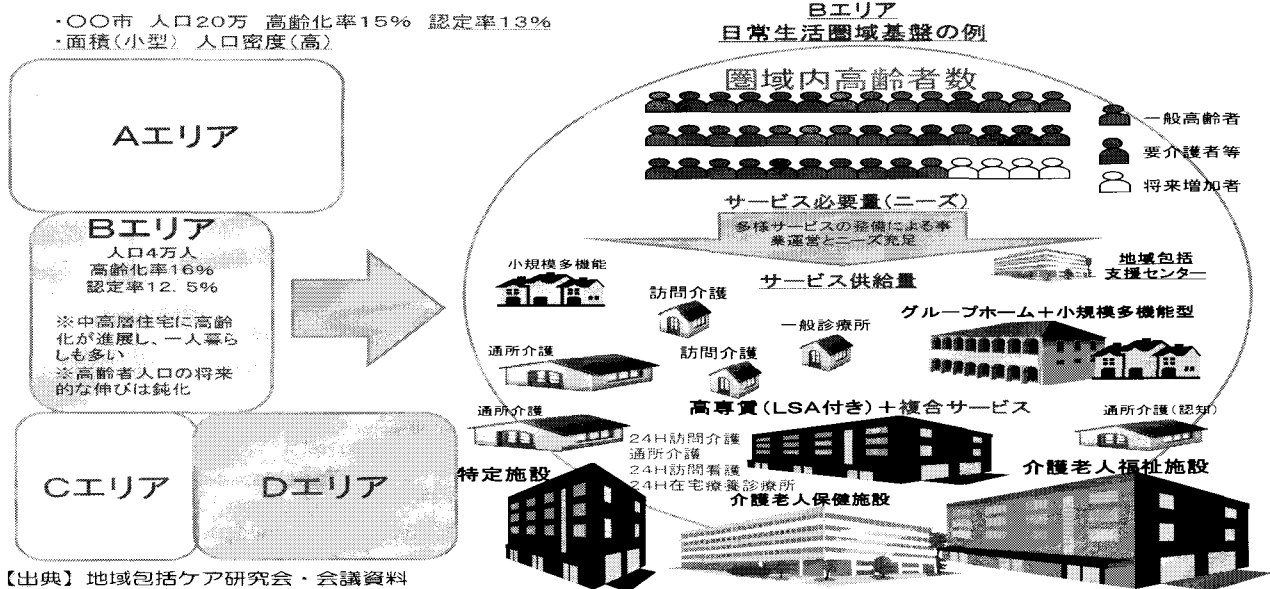 ・〇〇市 人口20万 高齢化率15% 認定率13%
・面積(小型) 人口密度(高)
Aエリア
Bエリア
人口4万人
高齢化率16%
認定率12. 5%
※中高層住宅に高齢
化が進展し、一人暮ら
しも多い
※高齢者人口の将来
的な伸びは鈍化
Cエリア
Dエリア
【出典】地域包括ケア研究会・会議資料
Bエリア
日常生活圏域基盤の例
圏域内高齢者数
一般高齢者
要介護者等
将来増加者
サービス必要量(ニーズ)
多様サービスの整備による事
業運営とニーズ充足
サービス供給量
地域包括
支援センター
小規模多機能
訪問介護
一般診療所
グループホーム+小規模多機能型
通所介護
訪問介護
高専賃(LSA付き)+複合サービス
通所介護
通所介護(認知)
24H訪問介護
通所介護
24H訪問看護
24H在宅療養診療所
特定施設
介護老人保健施設
介護老人福祉施設